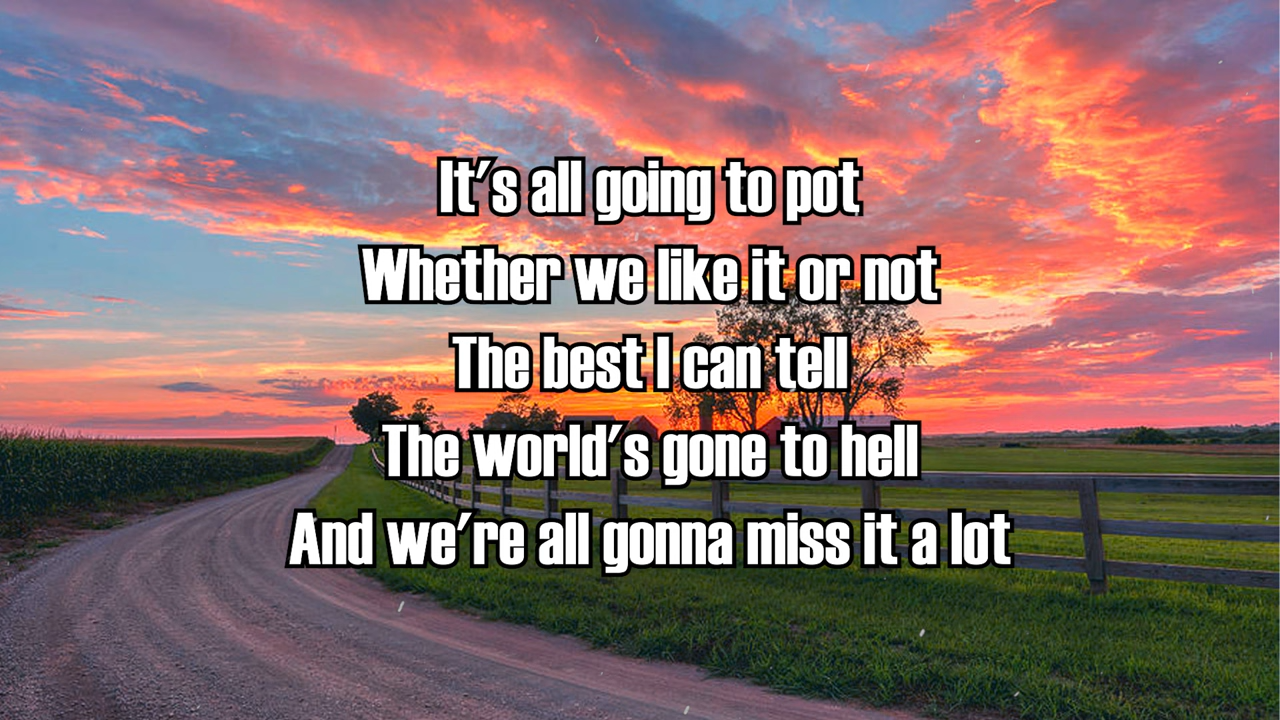 It's all going to pot
Whether we like it or not
The best I can tell
The world's gone to hell
And we're all gonna miss it a lot